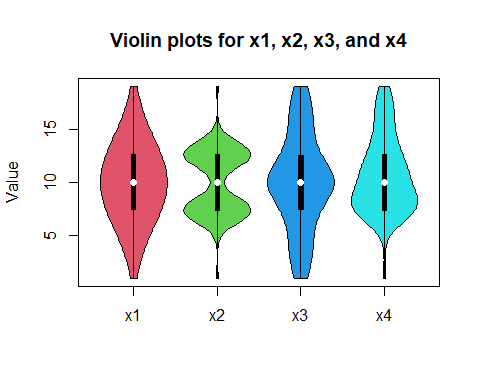 Violin plots for x1, x2, x3, and x4
Value
15
10
5
x1 x2 x3 x4